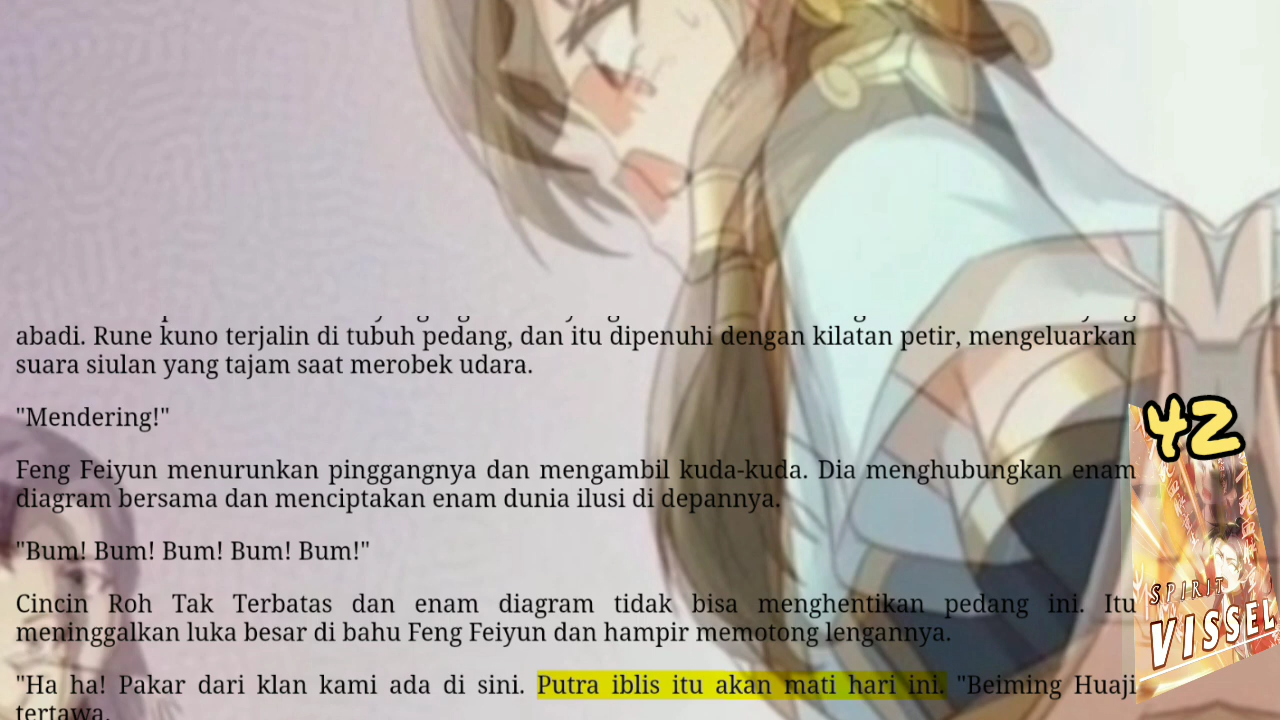 abadi. Rune kuno terjalin di tubuh pedang, dan itu dipenuhi dengan kilatan petir, mengeluarkan
suara siulan yang tajam saat merobek udara.
"Mendering!"
Feng Feiyun menurunkan pinggangnya dan mengambil kuda-kuda. Dia menghubungkan enam
diagram bersama dan menciptakan enam dunia ilusi di depannya.
"Bum! Bum! Bum! Bum! Bum!"
Cincin Roh Tak Terbatas dan enam diagram tidak bisa menghentikan pedang ini. Itu
meninggalkan luka besar di bahu Feng Feiyun dan hampir memotong lengannya.
"Ha ha! Pakar dari klan kami ada di sini. Putra iblis itu akan mati hari ini. "Beiming Huaji
tertawa.
42
SPIRIT
VISSEL